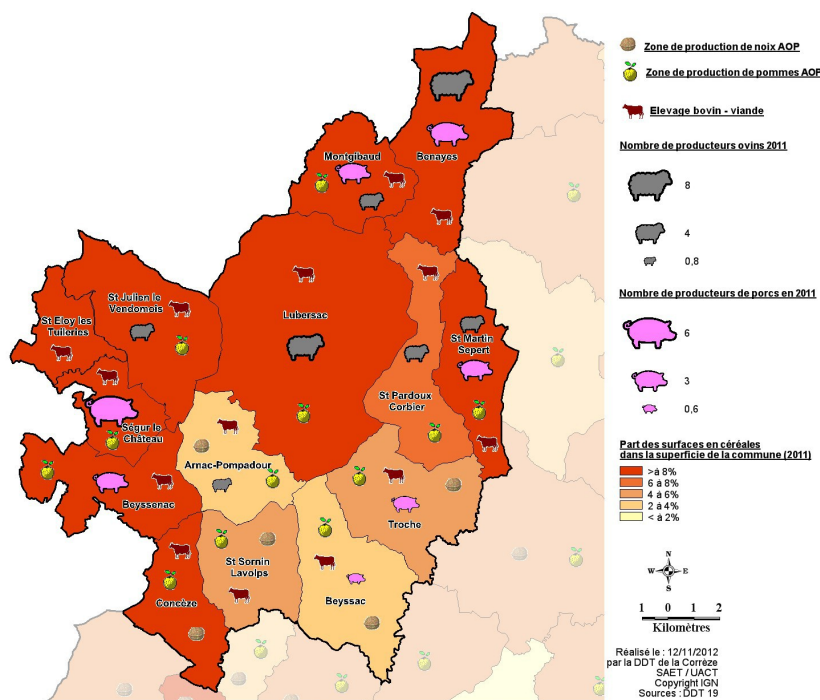 Zone de production de noix AOP
Zone de production de pommes AOP
Elevage bovin - viande
Nombre de producteurs ovins 2011
8
4
0,8
Nombre de producteurs de porcs en 2011
6
3
0,6
Part des surfaces en céréales
dans la superficie de la commune (2011)
>à 8%
6 à 8%
4 à 6%
2 à 4%
< à 2%
N
W
E
S
1 0 1 2
Kilomètres
Réalisé le : 12/11/2012
par la DDT de la Corrèze
SAET / UACT
Copyright IGN
Sources : DDT 19
Montgibaud
Benayes
St Julien le
Vendomois
St Eloy les
Tuileries
Lubersac
St Martin
Sepert
St Pardoux
Corbier
Ségur le
Château
Arnac-Pompadour
Beyssenac
Troche
St Sornin
Lavolps
Concèze
Beyssac